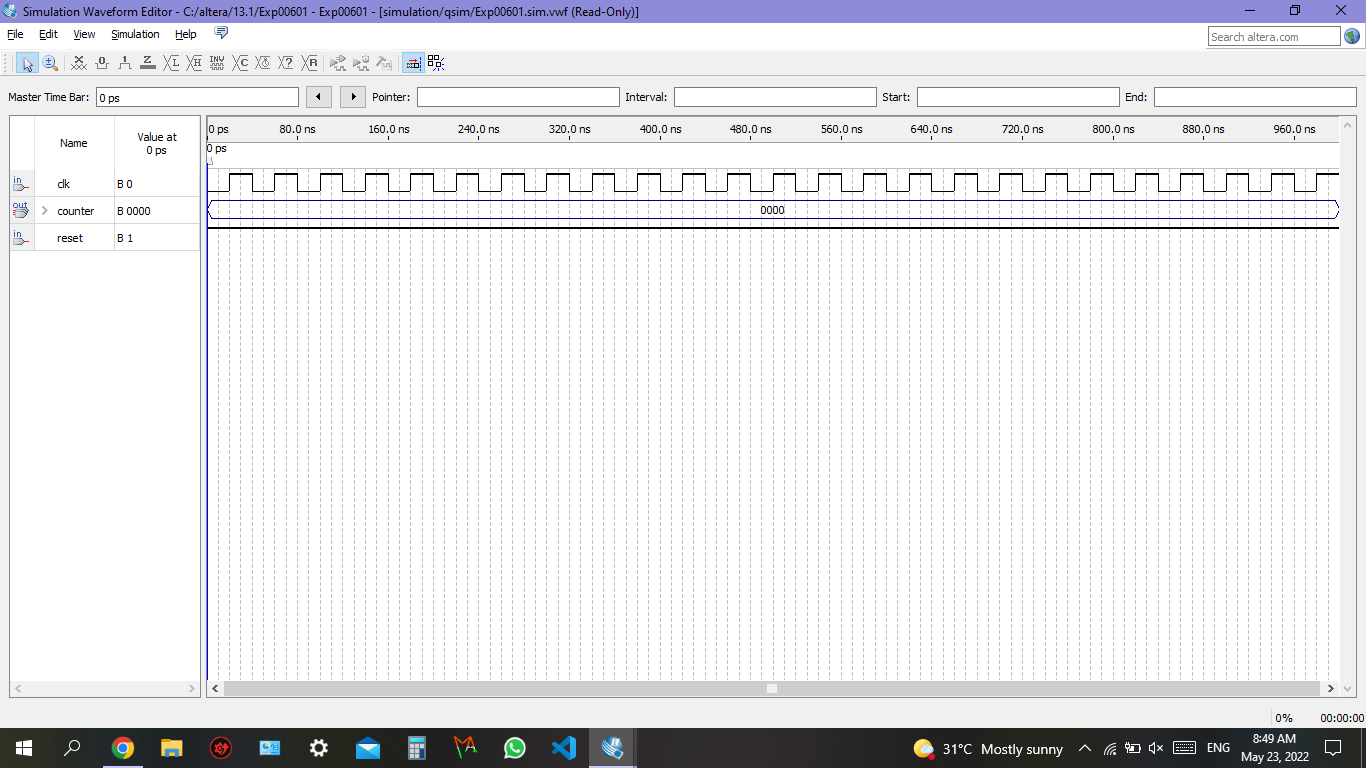 Simulation Waveform Editor - C:/altera/13.1/Exp00601 - Exp00601 - [simulation/qsim/Exp00601.sim.vwf (Read-Only)]
File Edit View Simulation Help
Search altera.com
Master Time Bar: 0 ps Pointer: Interval: Start: End:
Name Value at 0 ps
0 ps 80.0 ns 160.0 ns 240.0 ns 320.0 ns 400.0 ns 480.0 ns 560.0 ns 640.0 ns 720.0 ns 800.0 ns 880.0 ns 960.0 ns
0 ps
in clk B 0
out counter B 0000 0000
in reset B 1
0% 00:00:00
31°C Mostly sunny ENG 8:49 AM
May 23, 2022